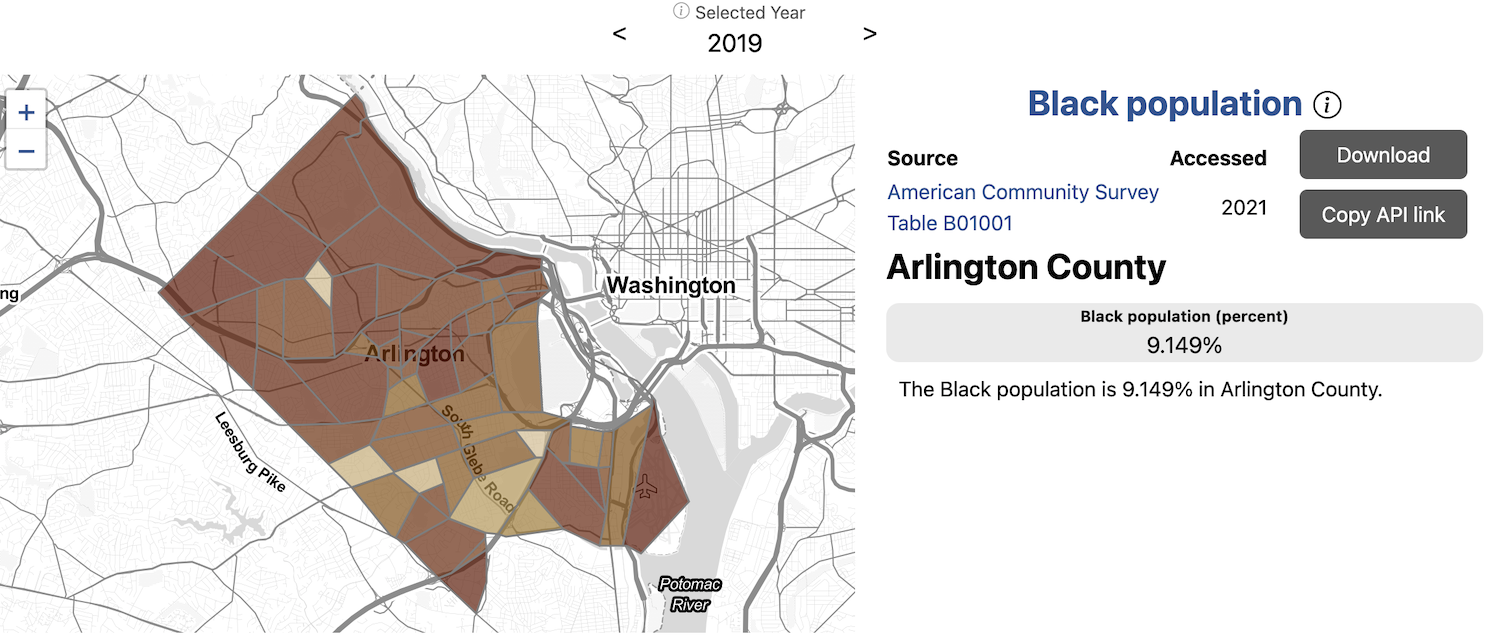 ⓘ Selected Year
< 2019 >
+
−
ng
Washington
Arlington
South Glebe Road
Leesburg Pike
Potomac
River
Black population ⓘ
Source Accessed Download
American Community Survey
Table B01001
2021
Copy API link
Arlington County
Black population (percent)
9.149%
The Black population is 9.149% in Arlington County.